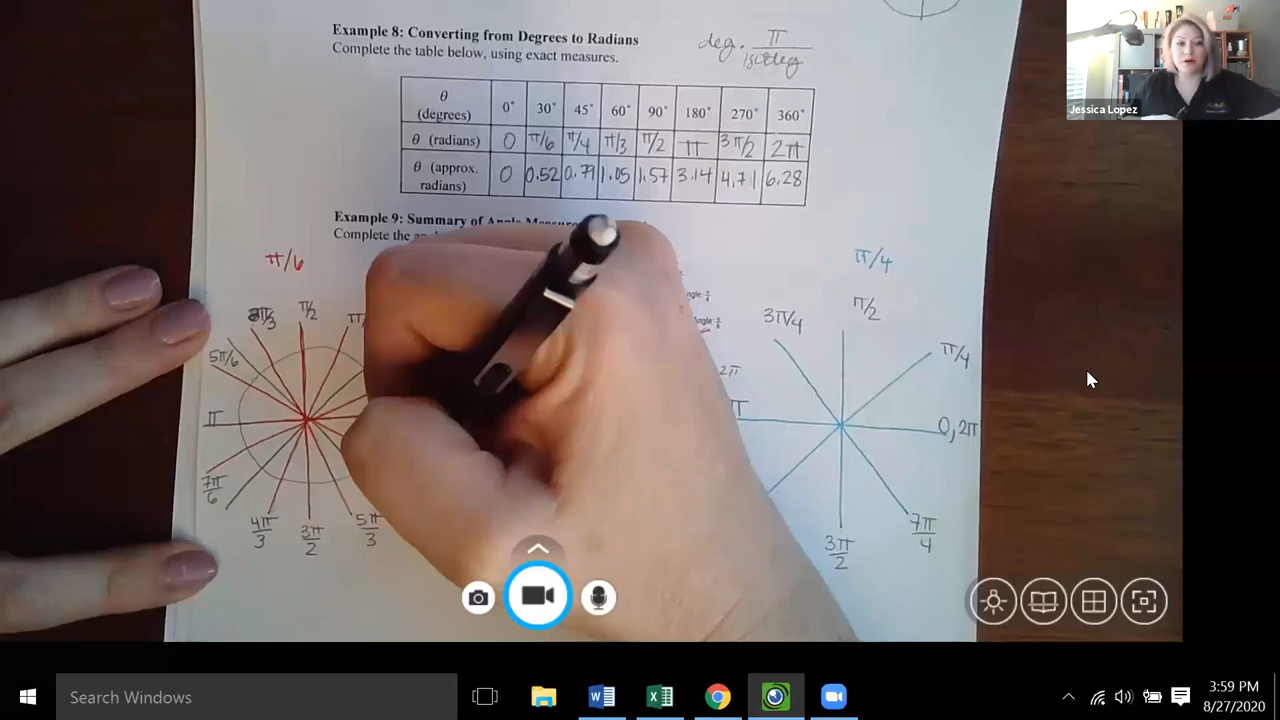 Example 8: Converting from Degrees to Radians
Complete the table below, using exact measures.
deg · π / 180 deg
Jessica Lopez
θ (degrees) 0° 30° 45° 60° 90° 180° 270° 360°
θ (radians) 0 π/6 π/4 π/3 π/2 π 3π/2 2π
θ (approx. radians) 0 0.52 0.79 1.05 1.57 3.14 4.71 6.28
Example 9: Summary of Angle
Complete the
π/6
π/4
π/2
π/2
3π/4
5π/6
π/4
2π
π
π
0, 2π
7π/6
4π/3
3π/2
5π/3
3π/2
7π/4
Search Windows
3:59 PM
8/27/2020